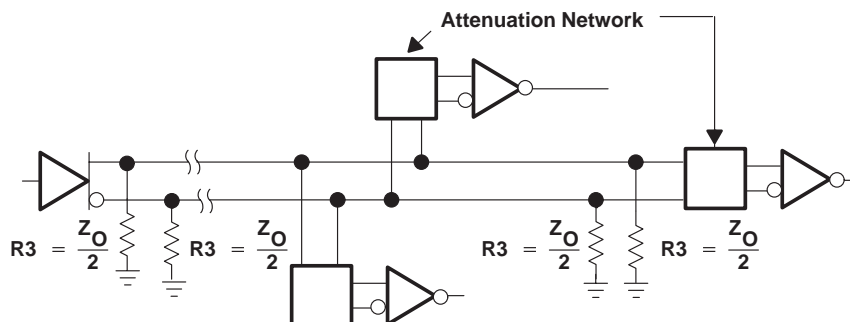 Attenuation Network
R3 = Z_O/2
R3 = Z_O/2
R3 = Z_O/2
R3 = Z_O/2